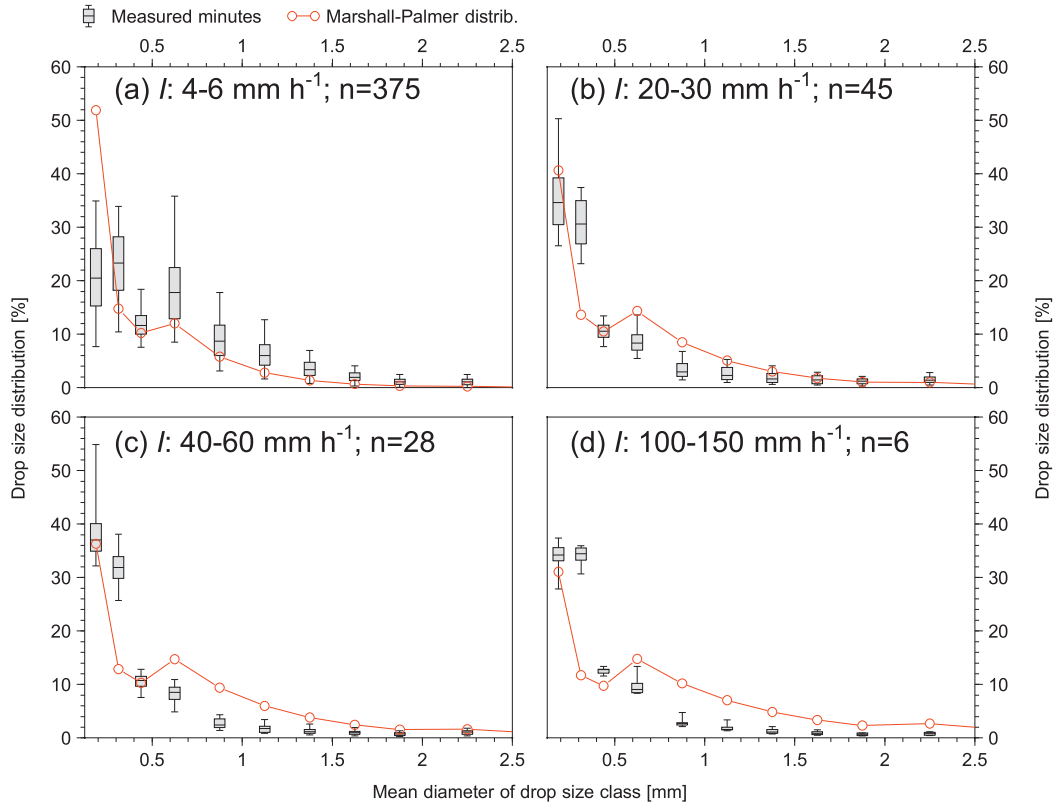 Measured minutes Marshall-Palmer distrib.
0.5 1 1.5 2 2.5 0.5 1 1.5 2 2.5
(a) I: 4-6 mm h⁻¹; n=375
60
50
40
30
20
10
0
(b) I: 20-30 mm h⁻¹; n=45
60
50
40
30
20
10
0
Drop size distribution [%]
Drop size distribution [%]
(c) I: 40-60 mm h⁻¹; n=28
60
50
40
30
20
10
0
(d) I: 100-150 mm h⁻¹; n=6
60
50
40
30
20
10
0
0.5 1 1.5 2 2.5 0.5 1 1.5 2 2.5
Mean diameter of drop size class [mm]